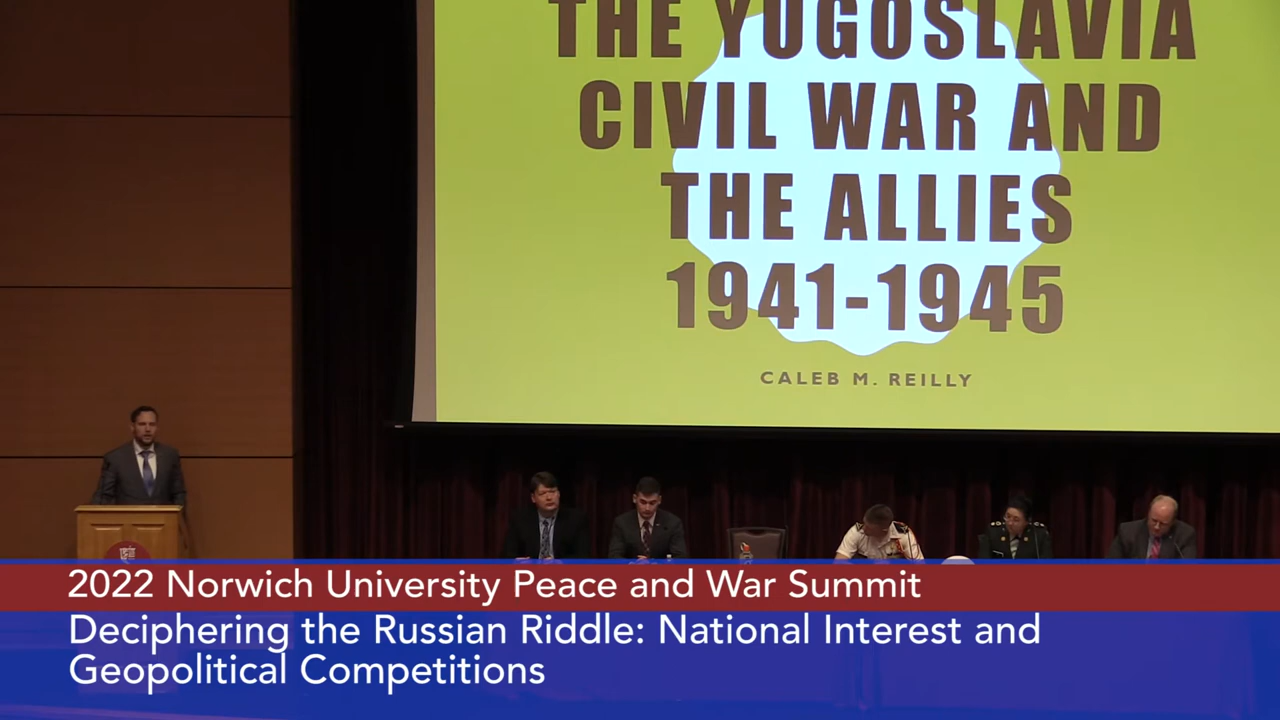 THE YUGOSLAVIA
CIVIL WAR AND
THE ALLIES
1941-1945
CALEB M. REILLY
2022 Norwich University Peace and War Summit
Deciphering the Russian Riddle: National Interest and
Geopolitical Competitions